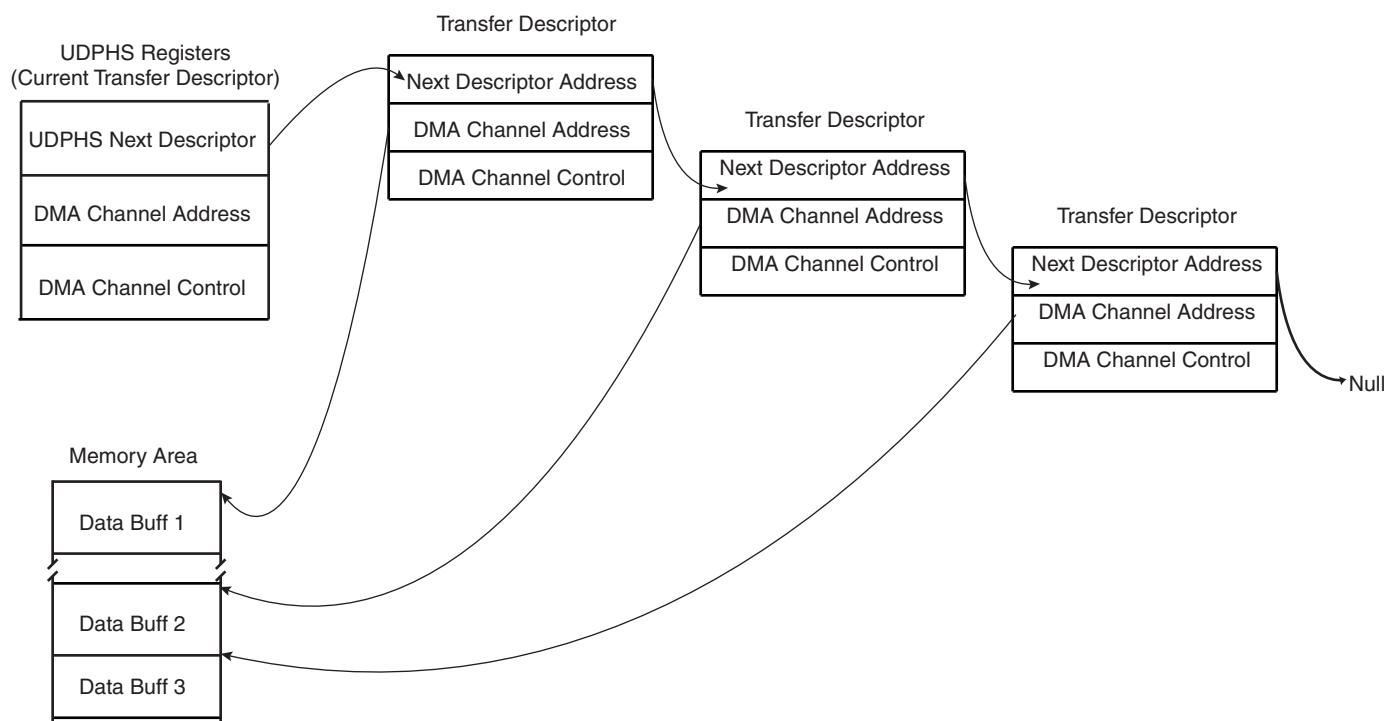 Transfer Descriptor
UDPHS Registers
(Current Transfer Descriptor)
UDPHS Next Descriptor
DMA Channel Address
DMA Channel Control
Next Descriptor Address
DMA Channel Address
DMA Channel Control
Transfer Descriptor
Next Descriptor Address
DMA Channel Address
DMA Channel Control
Transfer Descriptor
Next Descriptor Address
DMA Channel Address
DMA Channel Control
Null
Memory Area
Data Buff 1
Data Buff 2
Data Buff 3